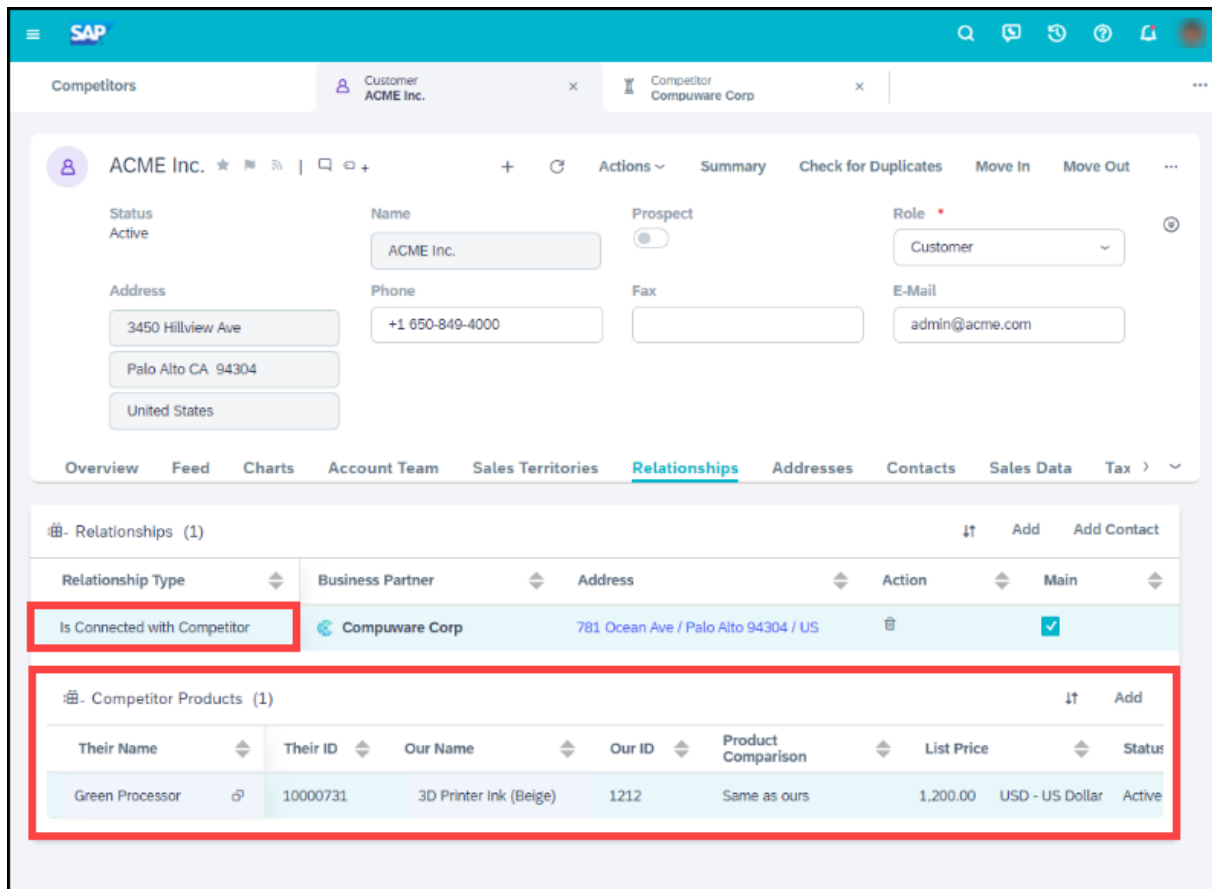 SAP
Competitors
Customer
ACME Inc.
Competitor
Compuware Corp
ACME Inc.
Actions Summary Check for Duplicates Move In Move Out
Status
Active
Name
ACME Inc.
Prospect
Role *
Customer
Address
3450 Hillview Ave
Palo Alto CA 94304
United States
Phone
+1 650-849-4000
Fax
E-Mail
admin@acme.com
Overview Feed Charts Account Team Sales Territories Relationships Addresses Contacts Sales Data Tax
Relationships (1) Add Add Contact
Relationship Type Business Partner Address Action Main
Is Connected with Competitor Compuware Corp 781 Ocean Ave / Palo Alto 94304 / US
Competitor Products (1) Add
Their Name Their ID Our Name Our ID Product Comparison List Price Status
Green Processor 10000731 3D Printer Ink (Beige) 1212 Same as ours 1,200.00 USD - US Dollar Active